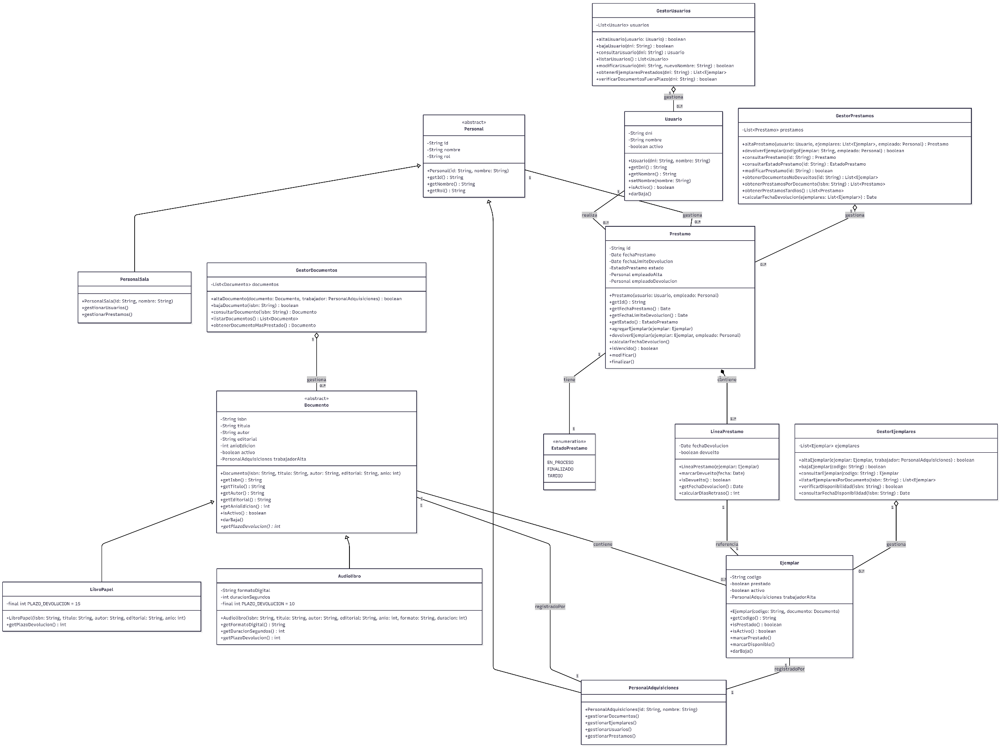 GestorUsuarios
-List<Usuario> usuarios
+altaUsuario(usuario: Usuario) : boolean
+bajaUsuario(dni: String) : boolean
+consultarUsuario(dni: String) : Usuario
+listarUsuarios() : List<Usuario>
+modificarUsuario(dni: String, nuevoNombre: String) : boolean
+obtenerEjemplaresPrestados(dni: String) : List<Ejemplar>
+verificarDocumentosFueraPlazo(dni: String) : boolean
1
gestiona
0..*
«abstract»
Personal
-String id
-String nombre
-String rol
+Personal(id: String, nombre: String)
+getId() : String
+getNombre() : String
+getRol() : String
1
Usuario
-String dni
-String nombre
-boolean activo
+Usuario(dni: String, nombre: String)
+getDni() : String
+getNombre() : String
+setNombre(nombre: String)
+isActivo() : boolean
+darBaja()
GestorPrestamos
-List<Prestamo> prestamos
+altaPrestamo(usuario: Usuario, ejemplares: List<Ejemplar>, empleado: Personal) : Prestamo
+devolverEjemplar(codigoEjemplar: String, empleado: Personal) : boolean
+consultarPrestamo(id: String) : Prestamo
+consultarEstadoPrestamo(id: String) : EstadoPrestamo
+modificarPrestamo(id: String) : boolean
+obtenerDocumentosNoDevueltos(id: String) : List<Ejemplar>
+obtenerPrestamosPorDocumento(isbn: String) : List<Prestamo>
+obtenerPrestamosTardios() : List<Prestamo>
+calcularFechaDevolucion(ejemplares: List<Ejemplar>) : Date
1
realiza
0..*
gestiona
0..*
1
gestiona
0..*
PersonalSala
+PersonalSala(id: String, nombre: String)
+gestionarUsuarios()
+gestionarPrestamos()
GestorDocumentos
-List<Documento> documentos
+altaDocumento(documento: Documento, trabajador: PersonalAdquisiciones) : boolean
+bajaDocumento(isbn: String) : boolean
+consultarDocumento(isbn: String) : Documento
+listarDocumentos() : List<Documento>
+obtenerDocumentoMasPrestado() : Documento
1
gestiona
0..*
Prestamo
-String id
-Date fechaPrestamo
-Date fechaLimiteDevolucion
-EstadoPrestamo estado
-Personal empleadoAlta
-Personal empleadoDevolucion
+Prestamo(usuario: Usuario, empleado: Personal)
+getId() : String
+getFechaPrestamo() : Date
+getFechaLimiteDevolucion() : Date
+getEstado() : EstadoPrestamo
+agregarEjemplar(ejemplar: Ejemplar)
+devolverEjemplar(ejemplar: Ejemplar, empleado: Personal)
+calcularFechaDevolucion()
+isVencido() : boolean
+modificar()
+finalizar()
1
tiene
1
1
contiene
1..*
«abstract»
Documento
-String isbn
-String titulo
-String autor
-String editorial
-int anioEdicion
-boolean activo
-PersonalAdquisiciones trabajadorAlta
+Documento(isbn: String, titulo: String, autor: String, editorial: String, anio: int)
+getIsbn() : String
+getTitulo() : String
+getAutor() : String
+getEditorial() : String
+getAnioEdicion() : int
+isActivo() : boolean
+darBaja()
+getPlazoDevolucion() : int
1
1
«enumeration»
EstadoPrestamo
EN_PROCESO
FINALIZADO
TARDIO
LineaPrestamo
-Date fechaDevolucion
-boolean devuelto
+LineaPrestamo(ejemplar: Ejemplar)
+marcarDevuelto(fecha: Date)
+isDevuelto() : boolean
+getFechaDevolucion() : Date
+calcularDiasRetraso() : int
GestorEjemplares
-List<Ejemplar> ejemplares
+altaEjemplar(ejemplar: Ejemplar, trabajador: PersonalAdquisiciones) : boolean
+bajaEjemplar(codigo: String) : boolean
+consultarEjemplar(codigo: String) : Ejemplar
+listarEjemplaresPorDocumento(isbn: String) : List<Ejemplar>
+verificarDisponibilidad(isbn: String) : boolean
+consultarFechaDisponibilidad(isbn: String) : Date
contiene
0..*
1
referencia
1
1
gestiona
0..*
LibroPapel
-final int PLAZO_DEVOLUCION = 15
+LibroPapel(isbn: String, titulo: String, autor: String, editorial: String, anio: int)
+getPlazoDevolucion() : int
Audiolibro
-String formatoDigital
-int duracionSegundos
-final int PLAZO_DEVOLUCION = 10
+Audiolibro(isbn: String, titulo: String, autor: String, editorial: String, anio: int, formato: String, duracion: int)
+getFormatoDigital() : String
+getDuracionSegundos() : int
+getPlazoDevolucion() : int
registradoPor
1
Ejemplar
-String codigo
-boolean prestado
-boolean activo
-PersonalAdquisiciones trabajadorAlta
+Ejemplar(codigo: String, documento: Documento)
+getCodigo() : String
+isPrestado() : boolean
+isActivo() : boolean
+marcarPrestado()
+marcarDisponible()
+darBaja()
1
registradoPor
1
PersonalAdquisiciones
+PersonalAdquisiciones(id: String, nombre: String)
+gestionarDocumentos()
+gestionarEjemplares()
+gestionarUsuarios()
+gestionarPrestamos()